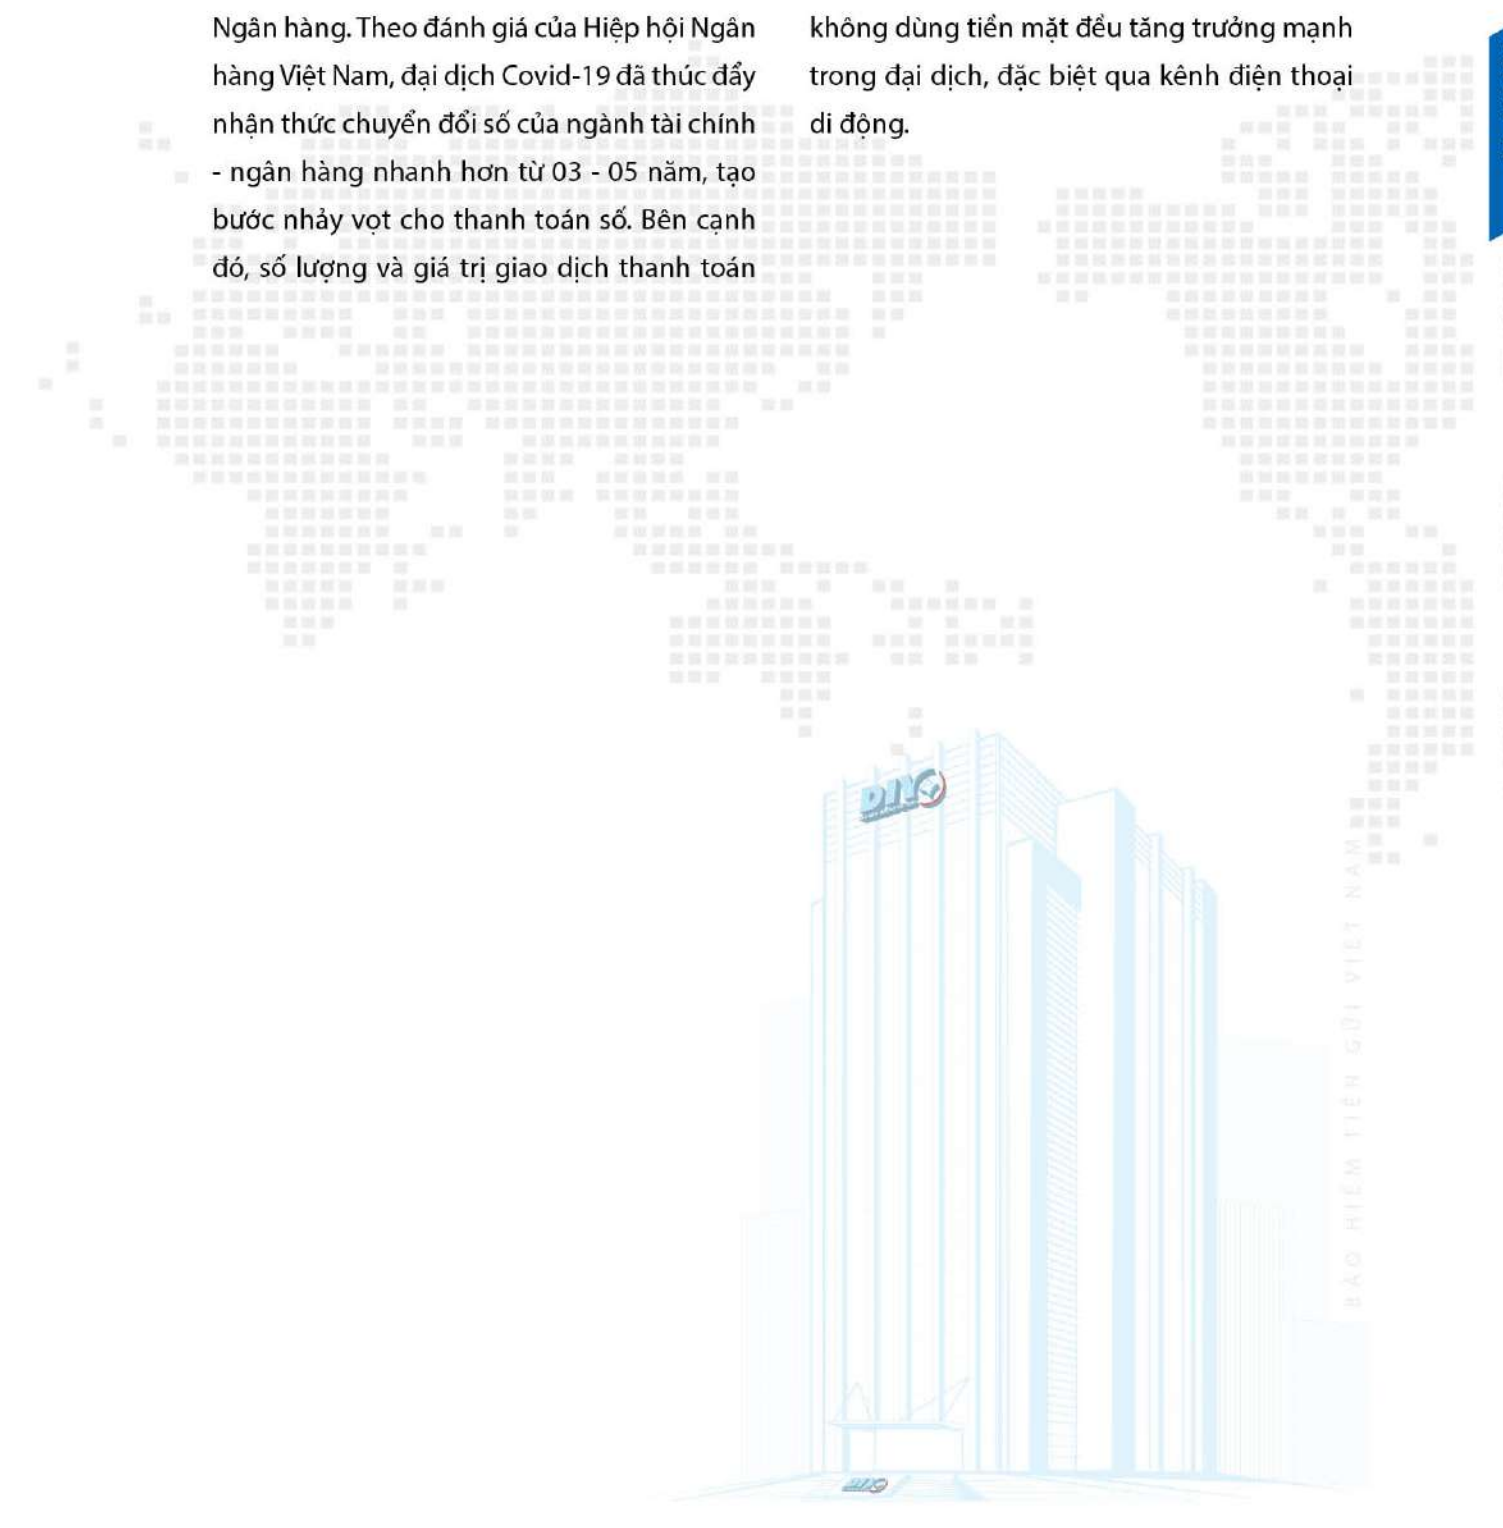 Ngân hàng. Theo đánh giá của Hiệp hội Ngân
hàng Việt Nam, đại dịch Covid-19 đã thúc đẩy
nhận thức chuyển đổi số của ngành tài chính
- ngân hàng nhanh hơn từ 03 - 05 năm, tạo
bước nhảy vọt cho thanh toán số. Bên cạnh
đó, số lượng và giá trị giao dịch thanh toán
không dùng tiền mặt đều tăng trưởng mạnh
trong đại dịch, đặc biệt qua kênh điện thoại
di động.
DIV
BẢO HIỂM TIỀN GỬI VIỆT NAM
DIV